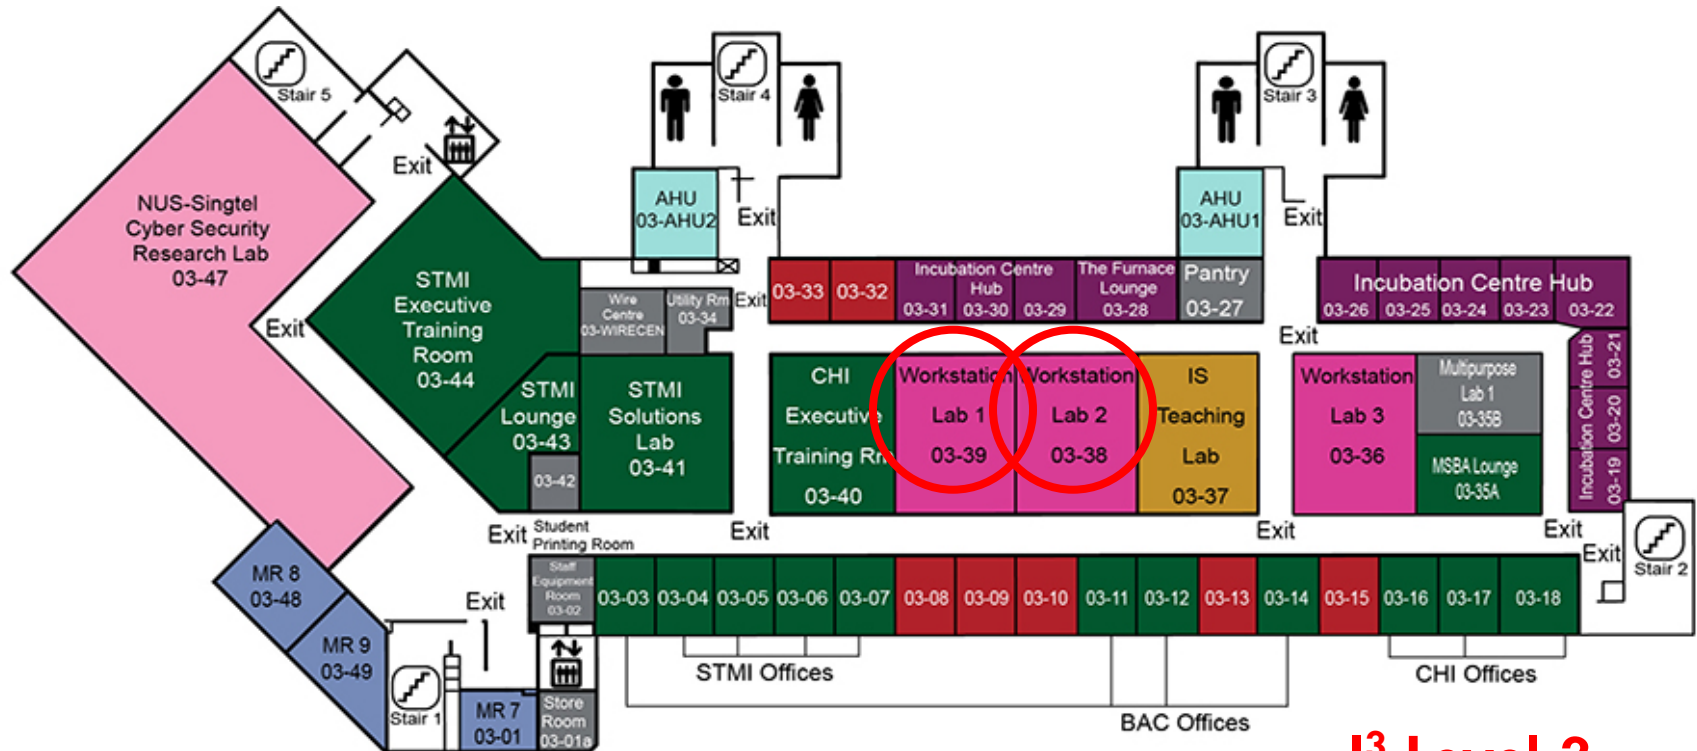 Stair 5
Exit
Stair 4
Stair 3
NUS-Singtel
Cyber Security
Research Lab
03-47
AHU
03-AHU2
Exit
AHU
03-AHU1
Exit
STMI
Executive
Training
Room
03-44
Exit
Wire
Centre
03-WIRECEN
Utility Rm
03-34
Exit
03-33
03-32
Incubation Centre
Hub
03-31
03-30
03-29
The Furnace
Lounge
03-28
Pantry
03-27
Incubation Centre Hub
03-26
03-25
03-24
03-23
03-22
Exit
Incubation Centre Hub
03-21
03-20
03-19
STMI
Lounge
03-43
03-42
STMI
Solutions
Lab
03-41
CHI
Executive
Training Rm
03-40
Workstation
Lab 1
03-39
Workstation
Lab 2
03-38
IS
Teaching
Lab
03-37
Workstation
Lab 3
03-36
Multipurpose
Lab 1
03-35B
MSBA Lounge
03-35A
Exit
Student
Printing Room
Exit
Exit
Exit
Exit
Stair 2
MR 8
03-48
MR 9
03-49
Exit
Staff
Equipment
Room
03-02
03-03
03-04
03-05
03-06
03-07
03-08
03-09
03-10
03-11
03-12
03-13
03-14
03-15
03-16
03-17
03-18
Stair 1
MR 7
03-01
Store
Room
03-01a
STMI Offices
BAC Offices
CHI Offices